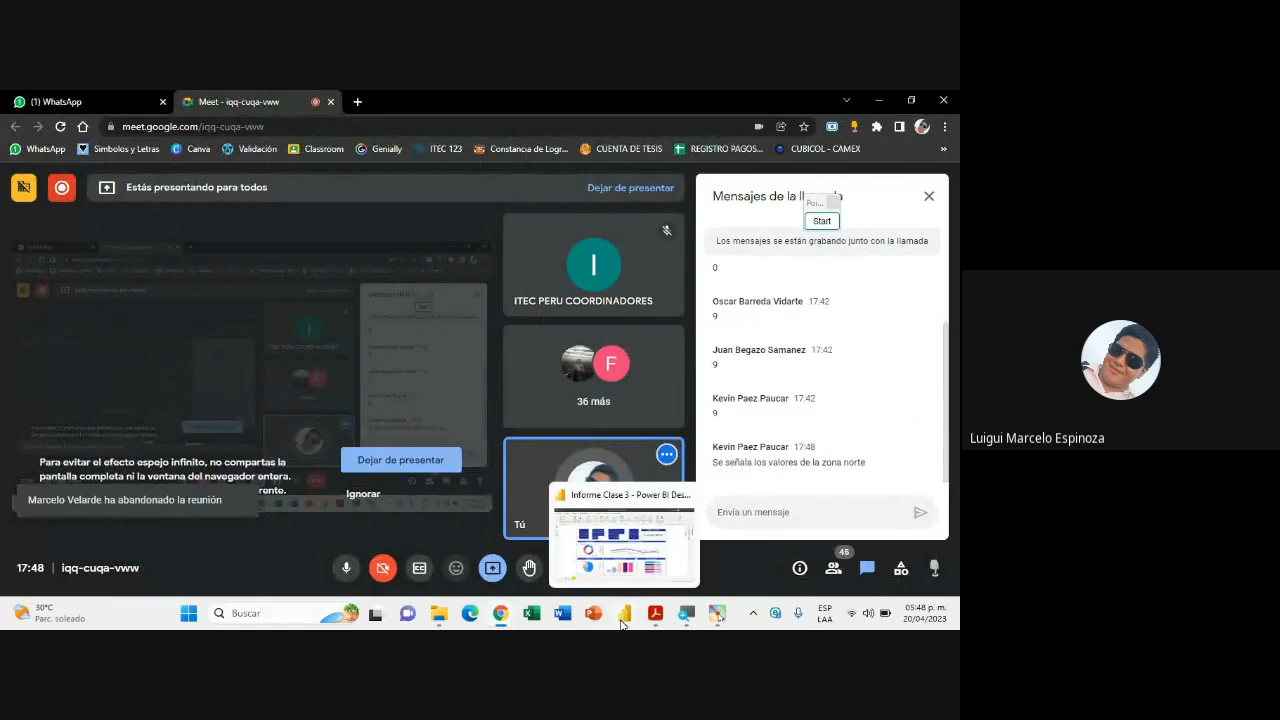 (1) WhatsApp
Meet - iqq-cuqa-vww
meet.google.com/iqq-cuqa-vww
WhatsApp
Simbolos y Letras
Canva
Validación
Classroom
Genially
ITEC 123
Constancia de Logr...
CUENTA DE TESIS
REGISTRO PAGOS...
CUBICOL - CAMEX
»
Estás presentando para todos
Dejar de presentar
Mensajes de la ll
a
Poi...
Start
Los mensajes se están grabando junto con la llamada
0
Oscar Barreda Vidarte 17:42
9
Juan Begazo Samanez 17:42
9
Kevin Paez Paucar 17:42
9
Kevin Paez Paucar 17:48
Se señala los valores de la zona norte
Envía un mensaje
I
ITEC PERU COORDINADORES
F
36 más
Tú
Para evitar el efecto espejo infinito, no compartas la
pantalla completa ni la ventana del navegador entera.
rente.
Dejar de presentar
Ignorar
Marcelo Velarde ha abandonado la reunión
Informe Clase 3 - Power BI Des...
17:48
iqq-cuqa-vww
45
30°C
Parc. soleado
Buscar
ESP
LAA
05:48 p. m.
20/04/2023
Luigui Marcelo Espinoza